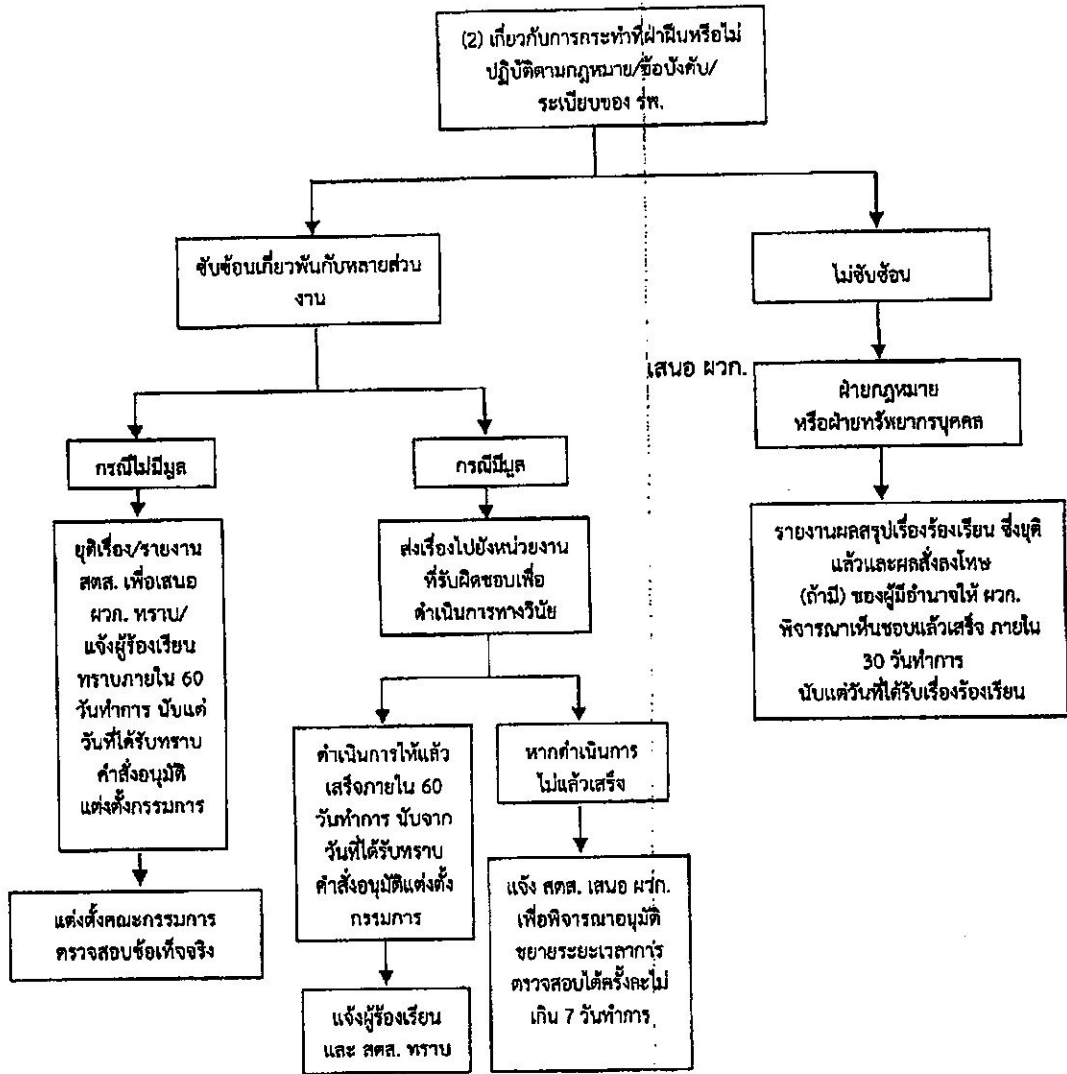 (2) เกี่ยวกับการกระทำที่ฝ่าฝืนหรือไม่
ปฏิบัติตามกฎหมาย/ข้อบังคับ/
ระเบียบของ รพ.
ซับซ้อนเกี่ยวพันกับหลายส่วน
งาน
ไม่ซับซ้อน
เสนอ ผวก.
ฝ่ายกฎหมาย
หรือฝ่ายทรัพยากรบุคคล
กรณีไม่มีมูล
กรณีมีมูล
ยุติเรื่อง/รายงาน
สตส. เพื่อเสนอ
ผวก. ทราบ/
แจ้งผู้ร้องเรียน
ทราบภายใน 60
วันทำการ นับแต่
วันที่ได้รับทราบ
คำสั่งอนุมัติ
แต่งตั้งกรรมการ
ส่งเรื่องไปยังหน่วยงาน
ที่รับผิดชอบเพื่อ
ดำเนินการทางวินัย
รายงานผลสรุปเรื่องร้องเรียน ซึ่งยุติ
แล้วและผลสั่งลงโทษ
(ถ้ามี) ของผู้มีอำนาจให้ ผวก.
พิจารณาเห็นชอบแล้วเสร็จ ภายใน
30 วันทำการ
นับแต่วันที่ได้รับเรื่องร้องเรียน
ดำเนินการให้แล้ว
เสร็จภายใน 60
วันทำการ นับจาก
วันที่ได้รับทราบ
คำสั่งอนุมัติแต่งตั้ง
กรรมการ
หากดำเนินการ
ไม่แล้วเสร็จ
แต่งตั้งคณะกรรมการ
ตรวจสอบข้อเท็จจริง
แจ้ง สตส. เสนอ ผวก.
เพื่อพิจารณาอนุมัติ
ขยายระยะเวลาการ
ตรวจสอบได้ครั้งละไม่
เกิน 7 วันทำการ
แจ้งผู้ร้องเรียน
และ สตส. ทราบ